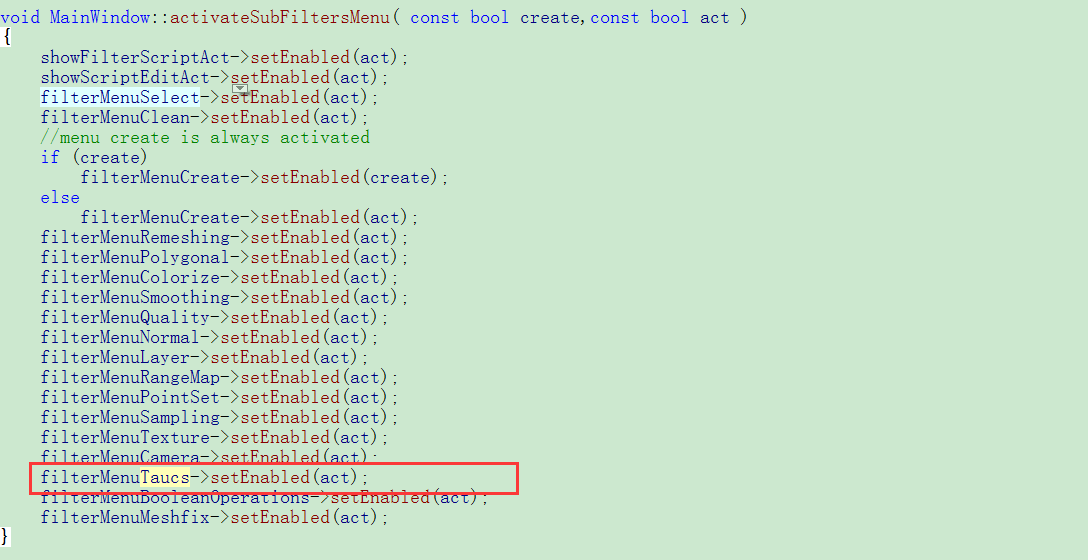 void MainWindow::activateSubFiltersMenu( const bool create,const bool act )
{
    showFilterScriptAct->setEnabled(act);
    showScriptEditAct->setEnabled(act);
    filterMenuSelect->setEnabled(act);
    filterMenuClean->setEnabled(act);
    //menu create is always activated
    if (create)
        filterMenuCreate->setEnabled(create);
    else
        filterMenuCreate->setEnabled(act);
    filterMenuRemeshing->setEnabled(act);
    filterMenuPolygonal->setEnabled(act);
    filterMenuColorize->setEnabled(act);
    filterMenuSmoothing->setEnabled(act);
    filterMenuQuality->setEnabled(act);
    filterMenuNormal->setEnabled(act);
    filterMenuLayer->setEnabled(act);
    filterMenuRangeMap->setEnabled(act);
    filterMenuPointSet->setEnabled(act);
    filterMenuSampling->setEnabled(act);
    filterMenuTexture->setEnabled(act);
    filterMenuCamera->setEnabled(act);
    filterMenuTaucs->setEnabled(act);
    filterMenuBooleanOperations->setEnabled(act);
    filterMenuMeshfix->setEnabled(act);
}